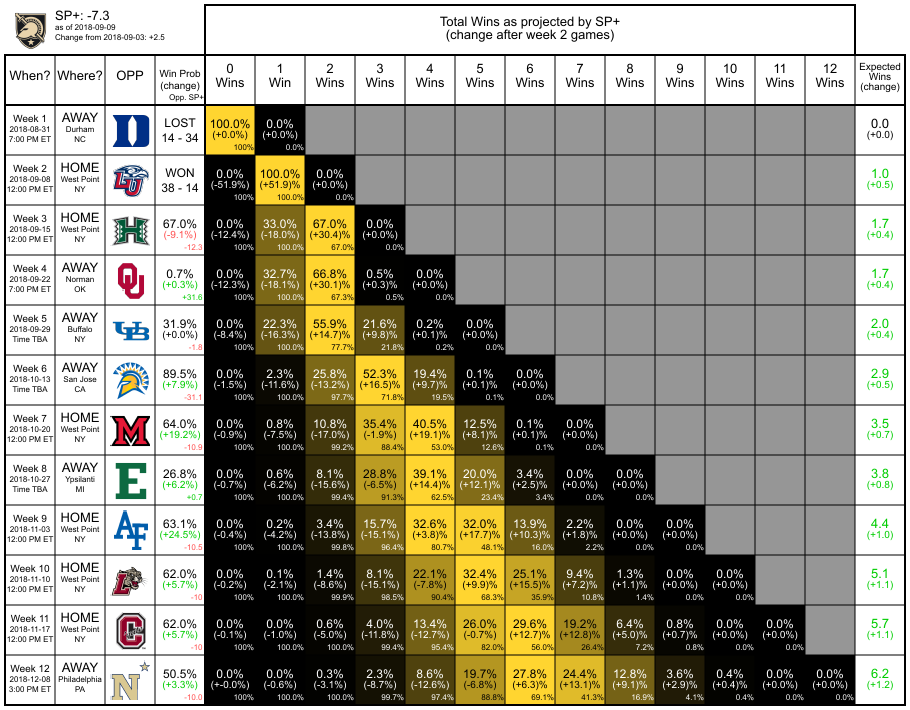 SP+: -7.3
as of 2018-09-09
Change from 2018-09-03: +2.5
Total Wins as projected by SP+
(change after week 2 games)
When? Where? OPP Win Prob (change) Opp. SP+ 0 Wins 1 Win 2 Wins 3 Wins 4 Wins 5 Wins 6 Wins 7 Wins 8 Wins 9 Wins 10 Wins 11 Wins 12 Wins Expected Wins (change)
Week 1 AWAY D LOST 100.0% 0.0% 0.0
2018-08-31 Durham 14 - 34 (+0.0%) (+0.0%) (+0.0)
7:00 PM ET NC 100% 0.0%
Week 2 HOME LU WON 0.0% 100.0% 0.0% 1.0
2018-09-08 West Point 38 - 14 (-51.9%) (+51.9)% (+0.0%) (+0.5)
12:00 PM ET NY 100% 100.0% 0.0%
Week 3 HOME H 67.0% 0.0% 33.0% 67.0% 0.0% 1.7
2018-09-15 West Point (-9.1%) (-12.4%) (-18.0%) (+30.4)% (+0.0%) (+0.4)
12:00 PM ET NY -12.3 100% 100.0% 67.0% 0.0%
Week 4 AWAY OU 0.7% 0.0% 32.7% 66.8% 0.5% 0.0% 1.7
2018-09-22 Norman (+0.3%) (-12.3%) (-18.1%) (+30.1)% (+0.3)% (+0.0%) (+0.4)
7:00 PM ET OK +31.6 100% 100.0% 67.3% 0.5% 0.0%
Week 5 AWAY UB 31.9% 0.0% 22.3% 55.9% 21.6% 0.2% 0.0% 2.0
2018-09-29 Buffalo (+0.0%) (-8.4%) (-16.3%) (+14.7)% (+9.8)% (+0.1)% (+0.0%) (+0.4)
Time TBA NY -1.8 100% 100.0% 77.7% 21.8% 0.2% 0.0%
Week 6 AWAY 89.5% 0.0% 2.3% 25.8% 52.3% 19.4% 0.1% 0.0% 2.9
2018-10-13 San Jose (+7.9%) (-1.5%) (-11.6%) (-13.2%) (+16.5)% (+9.7)% (+0.1)% (+0.0%) (+0.5)
Time TBA CA -31.1 100% 100.0% 97.7% 71.8% 19.5% 0.1% 0.0%
Week 7 HOME M 64.0% 0.0% 0.8% 10.8% 35.4% 40.5% 12.5% 0.1% 0.0% 3.5
2018-10-20 West Point (+19.2%) (-0.9%) (-7.5%) (-17.0%) (-1.9%) (+19.1)% (+8.1)% (+0.1)% (+0.0%) (+0.7)
12:00 PM ET NY -10.9 100% 100.0% 99.2% 88.4% 53.0% 12.6% 0.1% 0.0%
Week 8 AWAY E 26.8% 0.0% 0.6% 8.1% 28.8% 39.1% 20.0% 3.4% 0.0% 0.0% 3.8
2018-10-27 Ypsilanti (+6.2%) (-0.7%) (-6.2%) (-15.6%) (-6.5%) (+14.4)% (+12.1)% (+2.5)% (+0.0)% (+0.0%) (+0.8)
Time TBA MI +0.7 100% 100.0% 99.4% 91.3% 62.5% 23.4% 3.4% 0.0% 0.0%
Week 9 HOME AF 63.1% 0.0% 0.2% 3.4% 15.7% 32.6% 32.0% 13.9% 2.2% 0.0% 0.0% 4.4
2018-11-03 West Point (+24.5%) (-0.4%) (-4.2%) (-13.8%) (-15.1%) (+3.8)% (+17.7)% (+10.3)% (+1.8)% (+0.0)% (+0.0%) (+1.0)
12:00 PM ET NY -10.5 100% 100.0% 99.8% 96.4% 80.7% 48.1% 16.0% 2.2% 0.0% 0.0%
Week 10 HOME L 62.0% 0.0% 0.1% 1.4% 8.1% 22.1% 32.4% 25.1% 9.4% 1.3% 0.0% 0.0% 5.1
2018-11-10 West Point (+5.7%) (-0.2%) (-2.1%) (-8.6%) (-15.1%) (-7.8%) (+9.9)% (+15.5)% (+7.2)% (+1.1)% (+0.0)% (+0.0%) (+1.1)
12:00 PM ET NY -10 100% 100.0% 99.9% 98.5% 90.4% 68.3% 35.9% 10.8% 1.4% 0.0% 0.0%
Week 11 HOME C 62.0% 0.0% 0.0% 0.6% 4.0% 13.4% 26.0% 29.6% 19.2% 6.4% 0.8% 0.0% 0.0% 5.7
2018-11-17 West Point (+5.7%) (-0.1%) (-1.0%) (-5.0%) (-11.8%) (-12.7%) (-0.7%) (+12.7)% (+12.8)% (+5.0)% (+0.7)% (+0.0)% (+0.0%) (+1.1)
12:00 PM ET NY -10 100% 100.0% 100.0% 99.4% 95.4% 82.0% 56.0% 26.4% 7.2% 0.8% 0.0% 0.0%
Week 12 AWAY N 50.5% 0.0% 0.0% 0.3% 2.3% 8.6% 19.7% 27.8% 24.4% 12.8% 3.6% 0.4% 0.0% 0.0% 6.2
2018-12-08 Philadelphia (+3.3%) (+-0.0%) (-0.6%) (-3.1%) (-8.7%) (-12.6%) (-6.8%) (+6.3)% (+13.1)% (+9.1)% (+2.9)% (+0.4)% (+0.0)% (+0.0%) (+1.2)
3:00 PM ET PA -10.0 100% 100.0% 100.0% 99.7% 97.4% 88.8% 69.1% 41.3% 16.9% 4.1% 0.4% 0.0% 0.0%